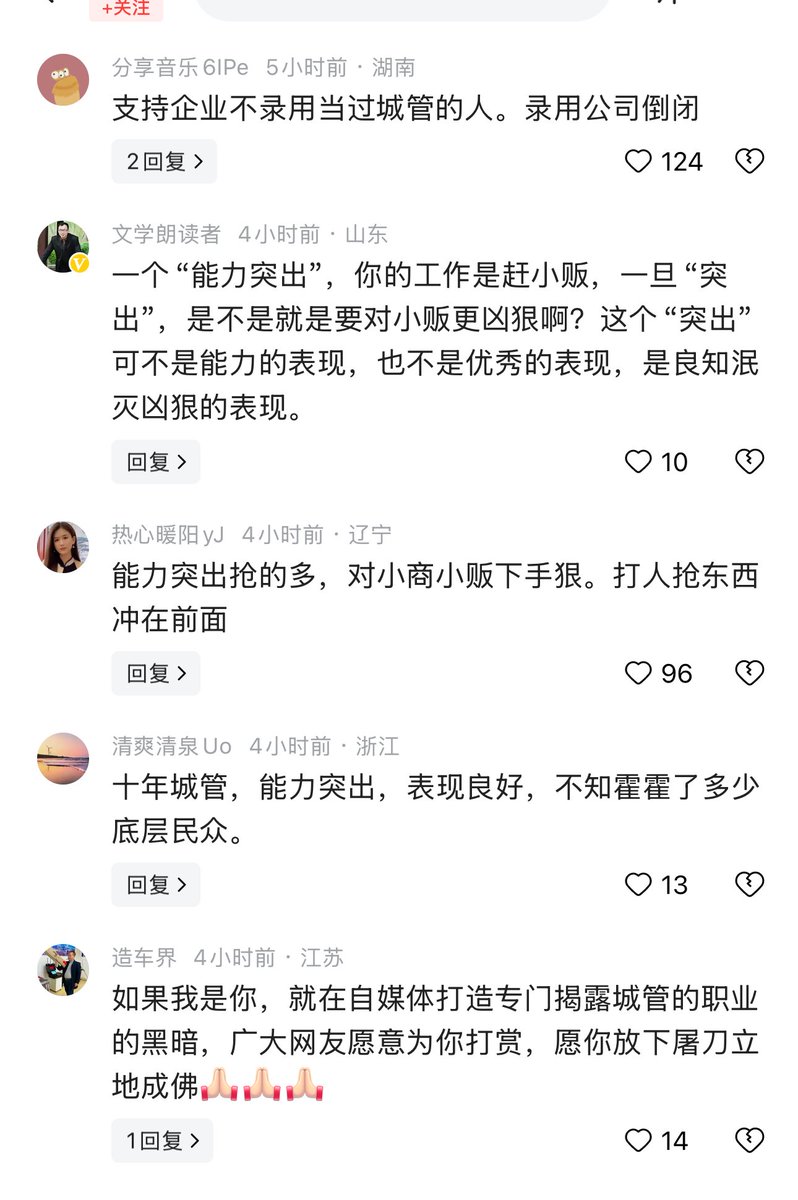 +关注
分享音乐6IPe 5小时前 · 湖南
支持企业不录用当过城管的人。录用公司倒闭
2回复 >
124
文学朗读者 4小时前 · 山东
一个“能力突出”，你的工作是赶小贩，一旦“突
出”，是不是就是要对小贩更凶狠啊？这个“突出”
可不是能力的表现，也不是优秀的表现，是良知泯
灭凶狠的表现。
回复 >
10
热心暖阳yJ 4小时前 · 辽宁
能力突出抢的多，对小商小贩下手狠。打人抢东西
冲在前面
回复 >
96
清爽清泉Uo 4小时前 · 浙江
十年城管，能力突出，表现良好，不知霍霍了多少
底层民众。
回复 >
13
造车界 4小时前 · 江苏
如果我是你，就在自媒体打造专门揭露城管的职业
的黑暗，广大网友愿意为你打赏，愿你放下屠刀立
地成佛🙏🏻🙏🏻🙏🏻
1回复 >
14